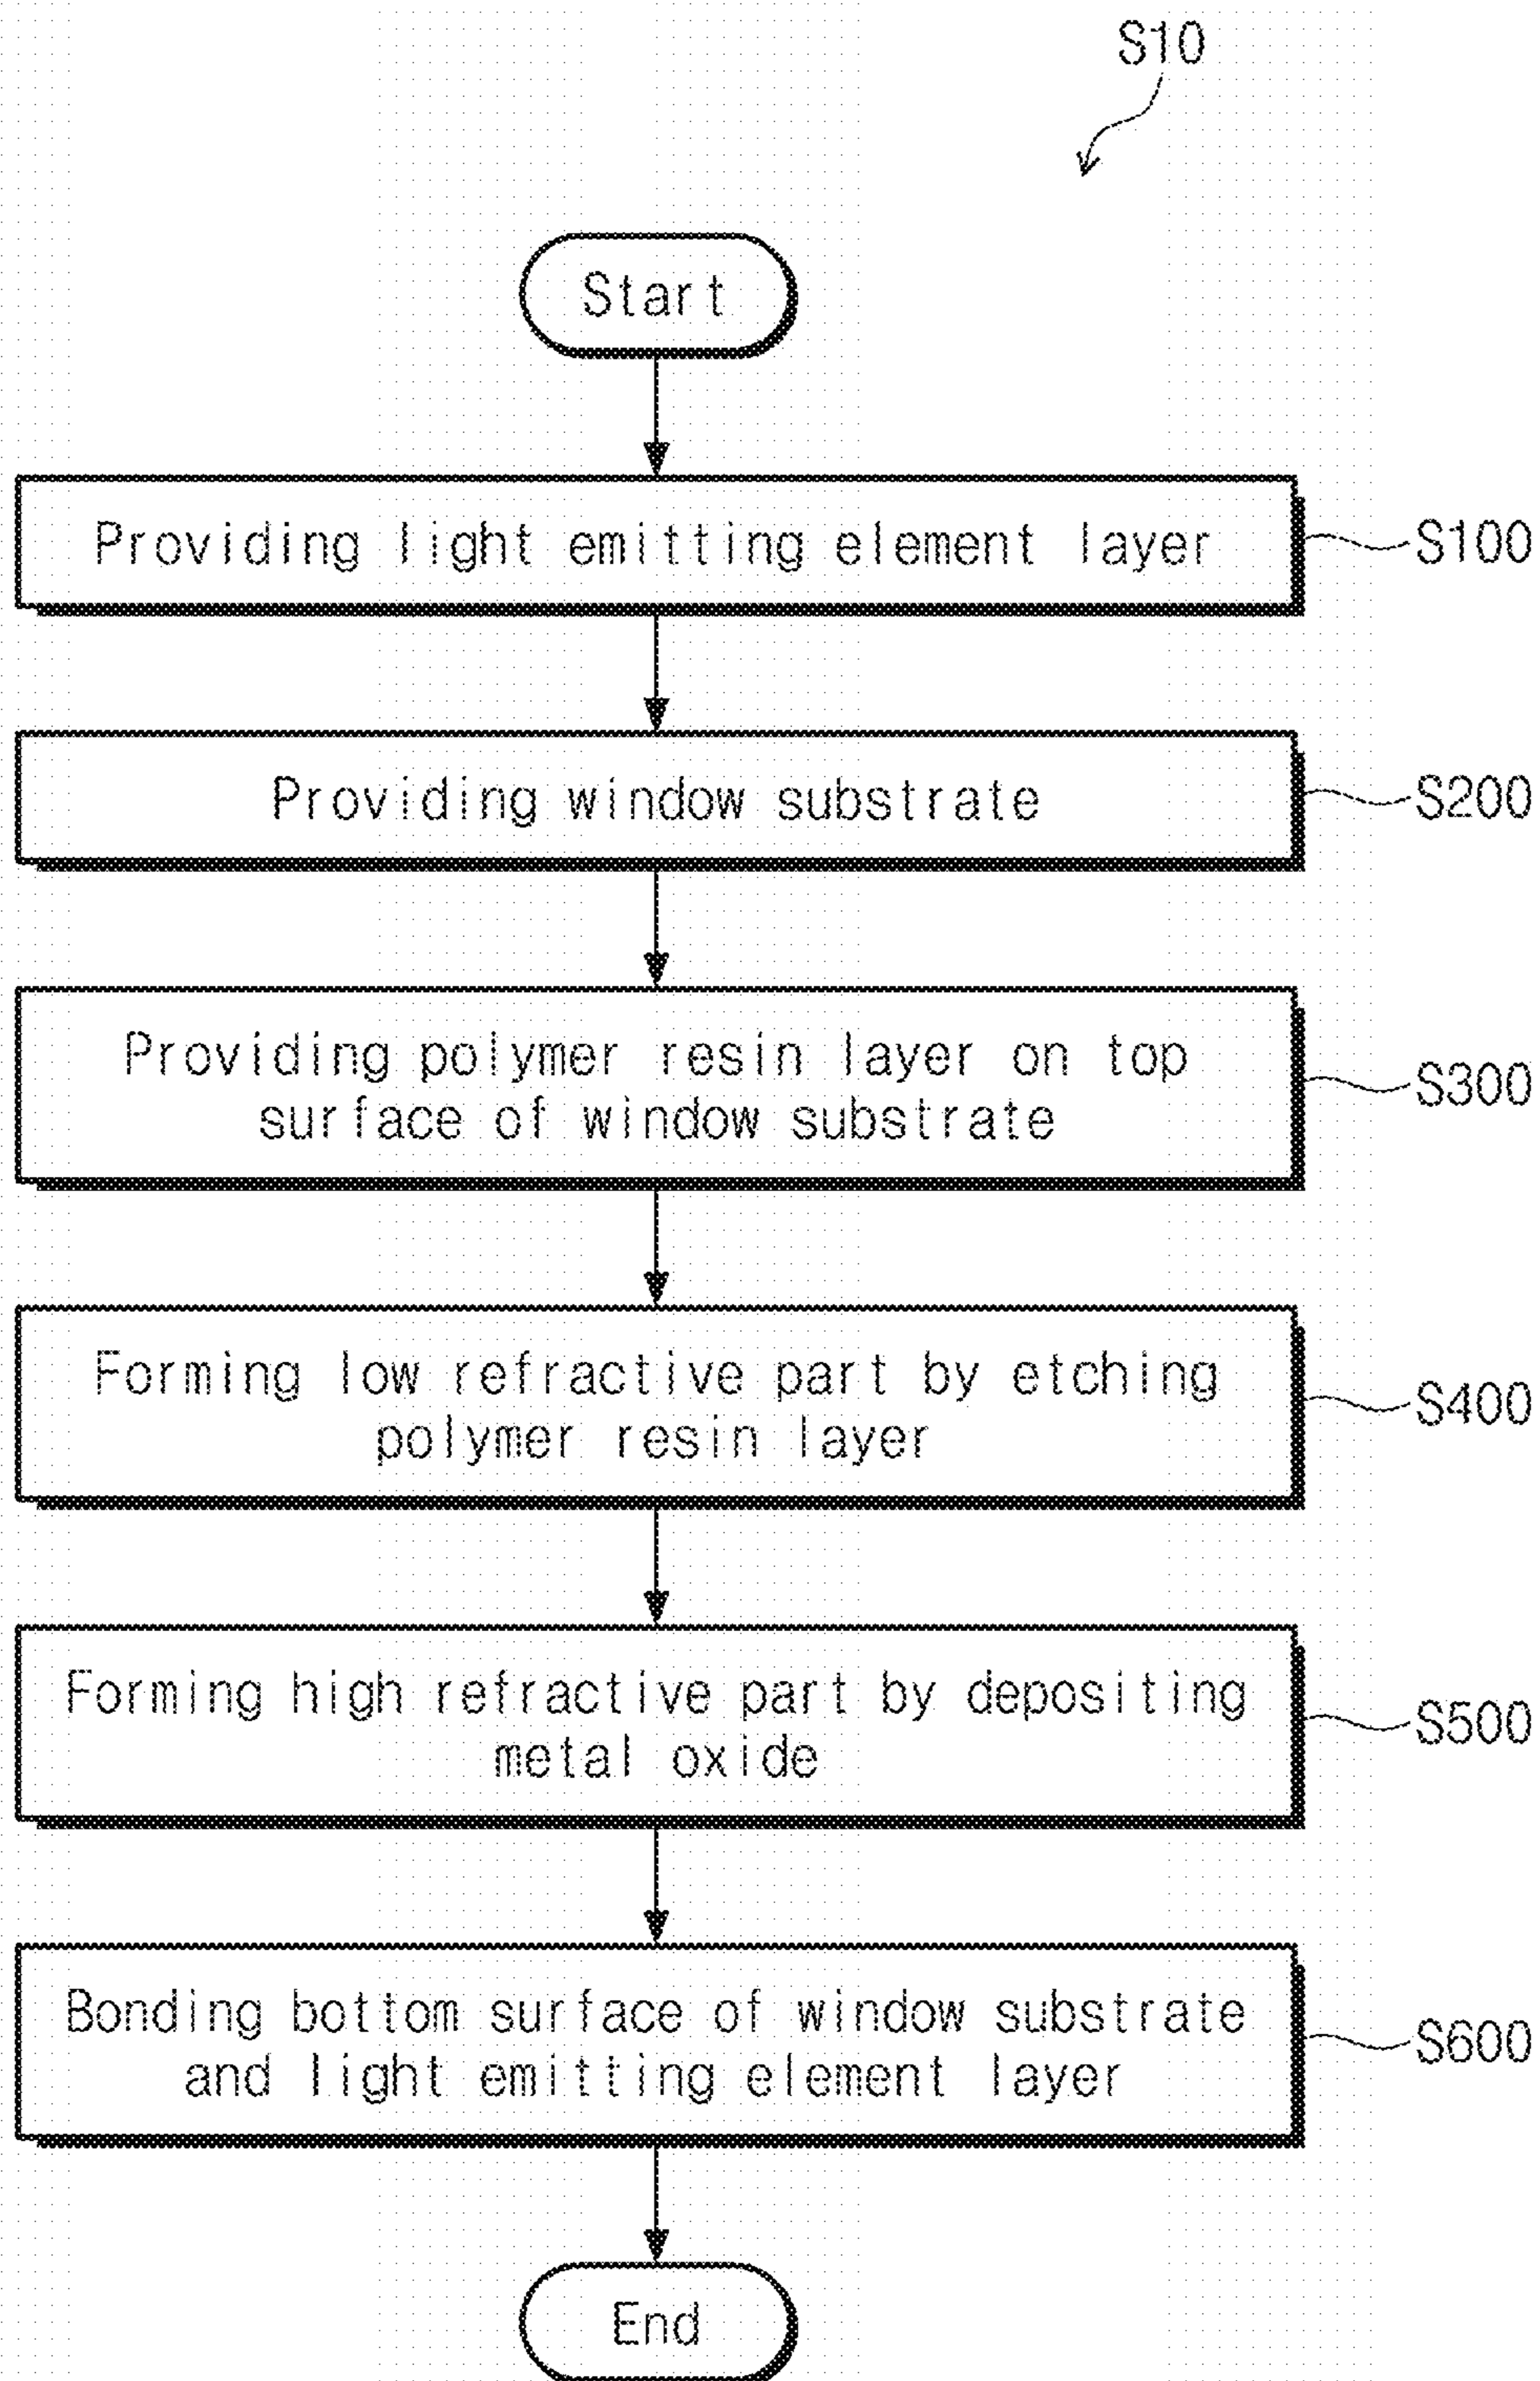 S10
Start
Providing light emitting element layer
S100
Providing window substrate
S200
Providing polymer resin layer on top
surface of window substrate
S300
Forming low refractive part by etching
polymer resin layer
S400
Forming high refractive part by depositing
metal oxide
S500
Bonding bottom surface of window substrate
and light emitting element layer
S600
End